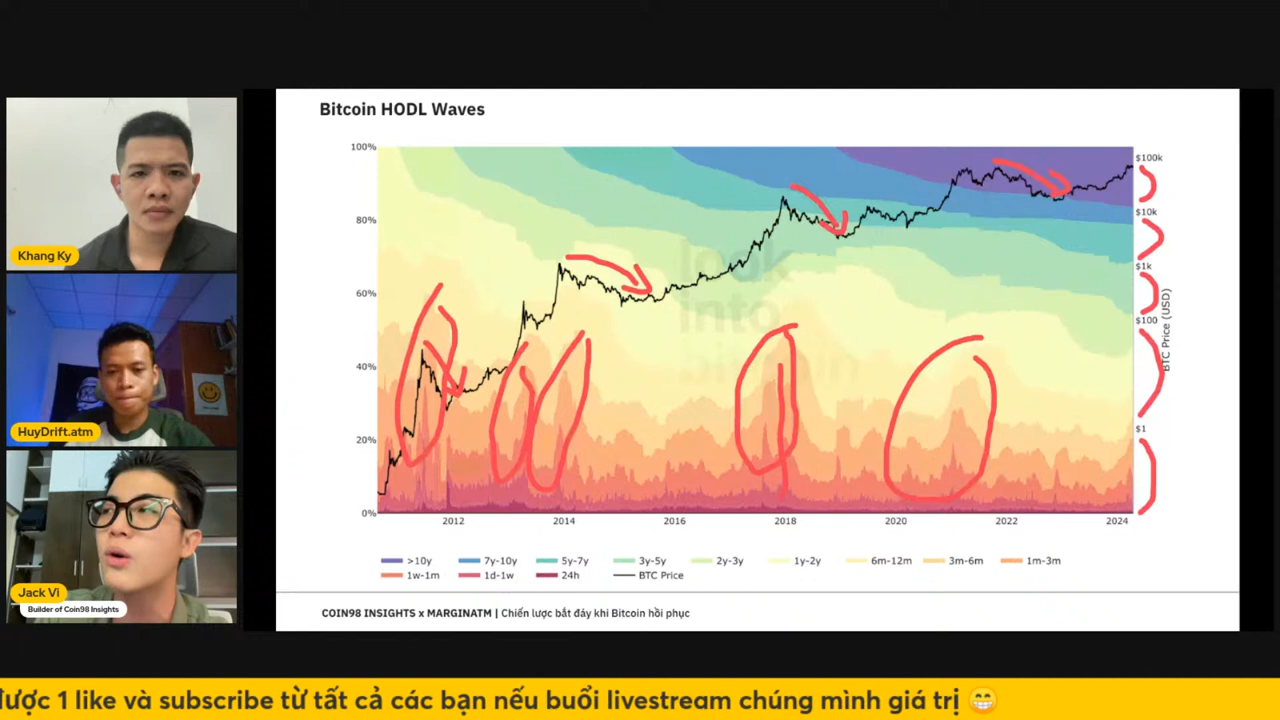 Bitcoin HODL Waves
100%
80%
60%
40%
20%
0%
$100k
$10k
$1k
$100
$1
BTC Price (USD)
look
into
bitcoin
2012 2014 2016 2018 2020 2022 2024
>10y 7y-10y 5y-7y 3y-5y 2y-3y 1y-2y 6m-12m 3m-6m 1m-3m
1w-1m 1d-1w 24h BTC Price
COIN98 INSIGHTS x MARGINATM | Chiến lược bắt đáy khi Bitcoin hồi phục
Khang Ky
HuyDrift.atm
Jack Vi
Builder of Coin98 Insights
được 1 like và subscribe từ tất cả các bạn nếu buổi livestream chúng mình giá trị 😁